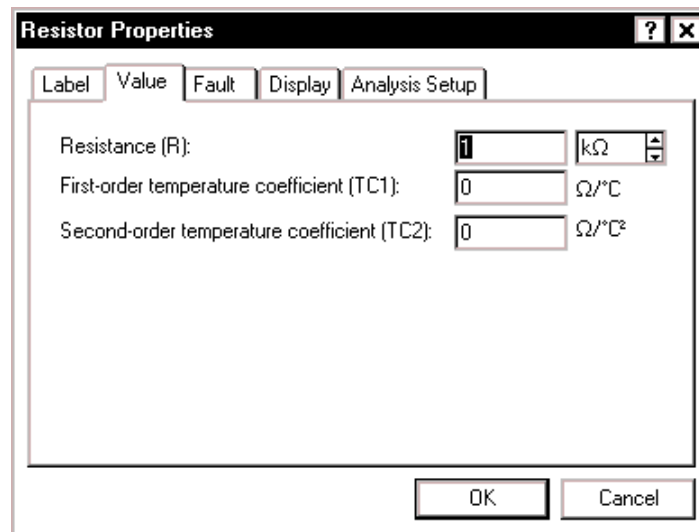 Resistor Properties ? ×
Label Value Fault Display Analysis Setup
Resistance (R): 1 kΩ
First-order temperature coefficient (TC1): 0 Ω/°C
Second-order temperature coefficient (TC2): 0 Ω/°C²
OK Cancel